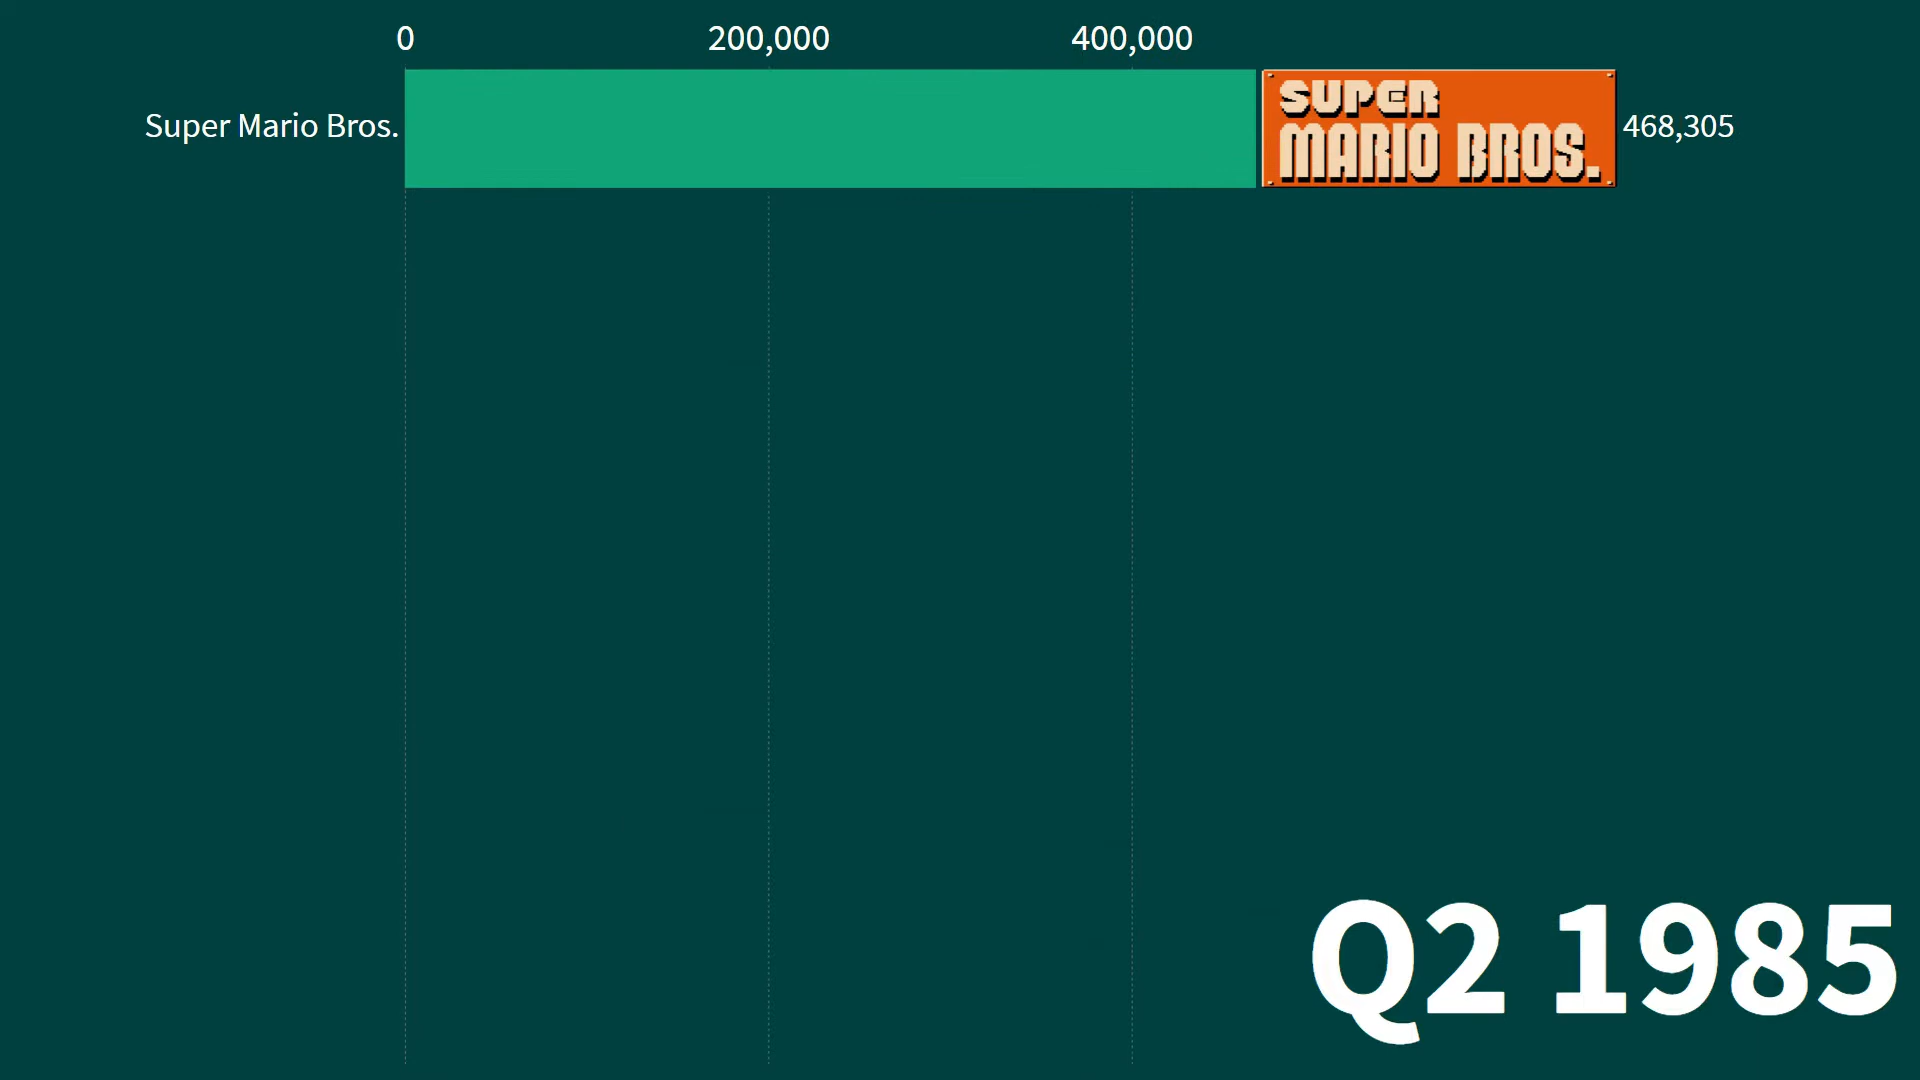 0 200,000 400,000
Super Mario Bros.
SUPER
MARIO BROS.
468,305
Q2 1985